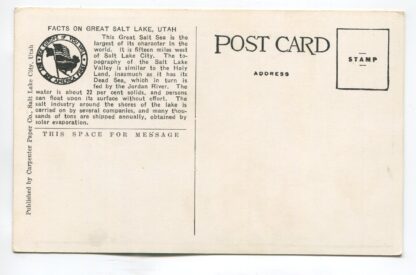 FACTS ON GREAT SALT LAKE, UTAH
This Great Salt Sea is the
largest of its character in the
world. It is fifteen miles west
of Salt Lake City. The to-
pography of the Salt Lake
Valley is similar to the Holy
Land, inasmuch as it has its
Dead Sea, which in turn is
fed by the Jordan River. The
water is about 22 per cent solids, and persons
can float upon its surface without effort. The
salt industry around the shores of the lake is
carried on by several companies, and many thous-
ands of tons are shipped annually, obtained by
solar evaporation.
THIS SPACE FOR MESSAGE
Published by Carpenter Paper Co., Salt Lake City, Utah
POST CARD
ADDRESS
STAMP